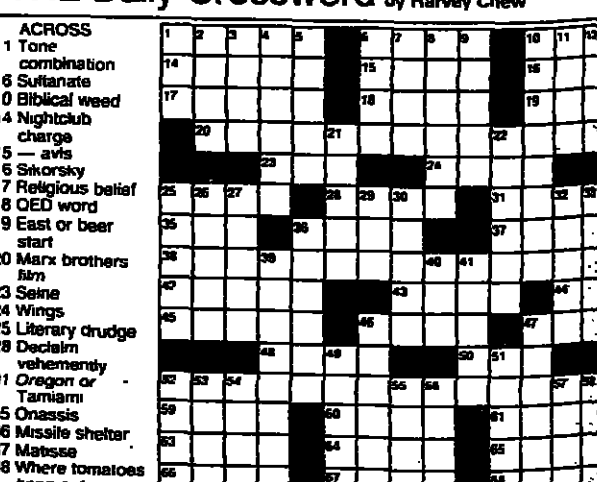 Daily Crossword by Harvey Chew
ACROSS
1 Tone
combination
6 Sultanate
0 Biblical weed
4 Nightclub
charge
5 — avis
6 Sikorsky
7 Religious belief
8 OED word
9 East or beer
start
20 Marx brothers
film
23 Seine
24 Wings
25 Literary drudge
28 Declaim
vehemently
31 Oregon or
Tamiami
5 Onassis
6 Missile shelter
7 Matisse
8 Where tomatoes
1 2 3 4 5 6 7 8 9 10 11 12
14 15 16
17 18 19
20 21 22
23 24
25 26 27 28 29 30 31 32 33
35 36 37
38 39 40 41
42 43 44
45 46 47
48 49 50 51
52 53 54 55 56 57 58
59 60 61
63 64 65
66 67 68